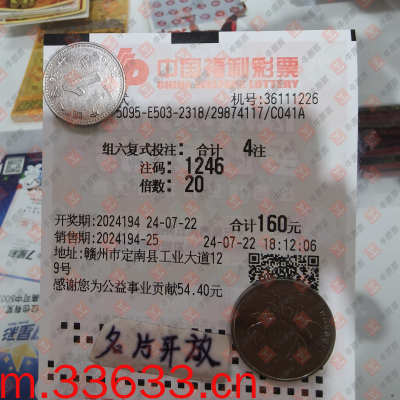 中国福利彩票
CHINA WELFARE LOTTERY
机号:36111226
5095-E503-2318/29874117/C041A
组六复式投注: 合计 4注
注码: 1246
倍数: 20
开奖期:2024194 24-07-22 合计160元
销售期:2024194-25 24-07-22 18:12:06
地址:赣州市定南县工业大道12
9号
感谢您为公益事业贡献54.40元
名片开放
m.33633.cn